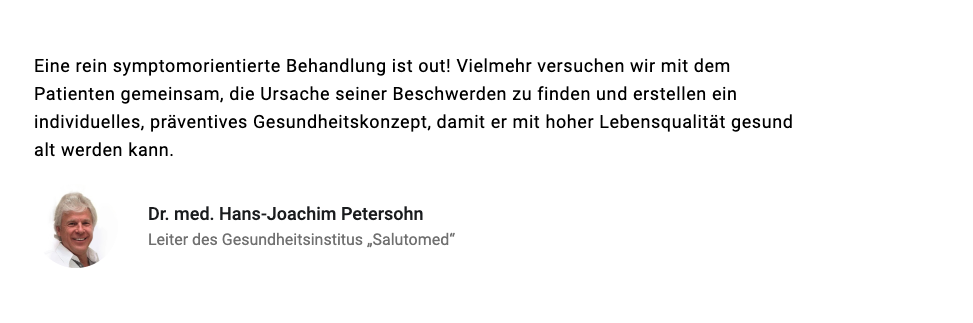 Eine rein symptomorientierte Behandlung ist out! Vielmehr versuchen wir mit dem
Patienten gemeinsam, die Ursache seiner Beschwerden zu finden und erstellen ein
individuelles, präventives Gesundheitskonzept, damit er mit hoher Lebensqualität gesund
alt werden kann.
Dr. med. Hans-Joachim Petersohn
Leiter des Gesundheitsinstitus „Salutomed“